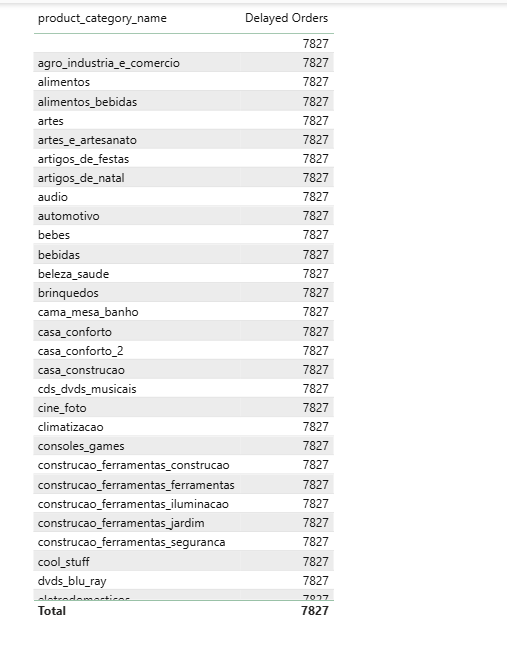 product_category_name Delayed Orders
7827
agro_industria_e_comercio 7827
alimentos 7827
alimentos_bebidas 7827
artes 7827
artes_e_artesanato 7827
artigos_de_festas 7827
artigos_de_natal 7827
audio 7827
automotivo 7827
bebes 7827
bebidas 7827
beleza_saude 7827
brinquedos 7827
cama_mesa_banho 7827
casa_conforto 7827
casa_conforto_2 7827
casa_construcao 7827
cds_dvds_musicais 7827
cine_foto 7827
climatizacao 7827
consoles_games 7827
construcao_ferramentas_construcao 7827
construcao_ferramentas_ferramentas 7827
construcao_ferramentas_iluminacao 7827
construcao_ferramentas_jardim 7827
construcao_ferramentas_seguranca 7827
cool_stuff 7827
dvds_blu_ray 7827
eletrodomesticos 7827
Total 7827